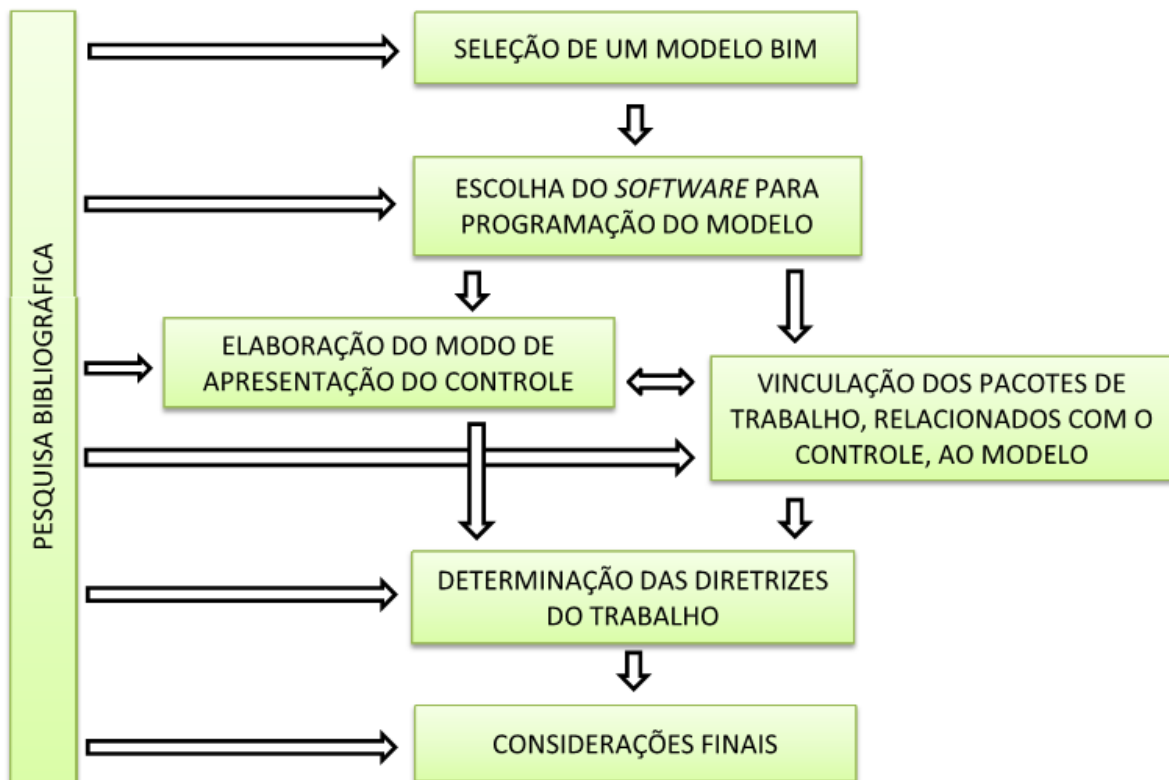 PESQUISA BIBLIOGRÁFICA
SELEÇÃO DE UM MODELO BIM
ESCOLHA DO SOFTWARE PARA
PROGRAMAÇÃO DO MODELO
ELABORAÇÃO DO MODO DE
APRESENTAÇÃO DO CONTROLE
VINCULAÇÃO DOS PACOTES DE
TRABALHO, RELACIONADOS COM O
CONTROLE, AO MODELO
DETERMINAÇÃO DAS DIRETRIZES
DO TRABALHO
CONSIDERAÇÕES FINAIS